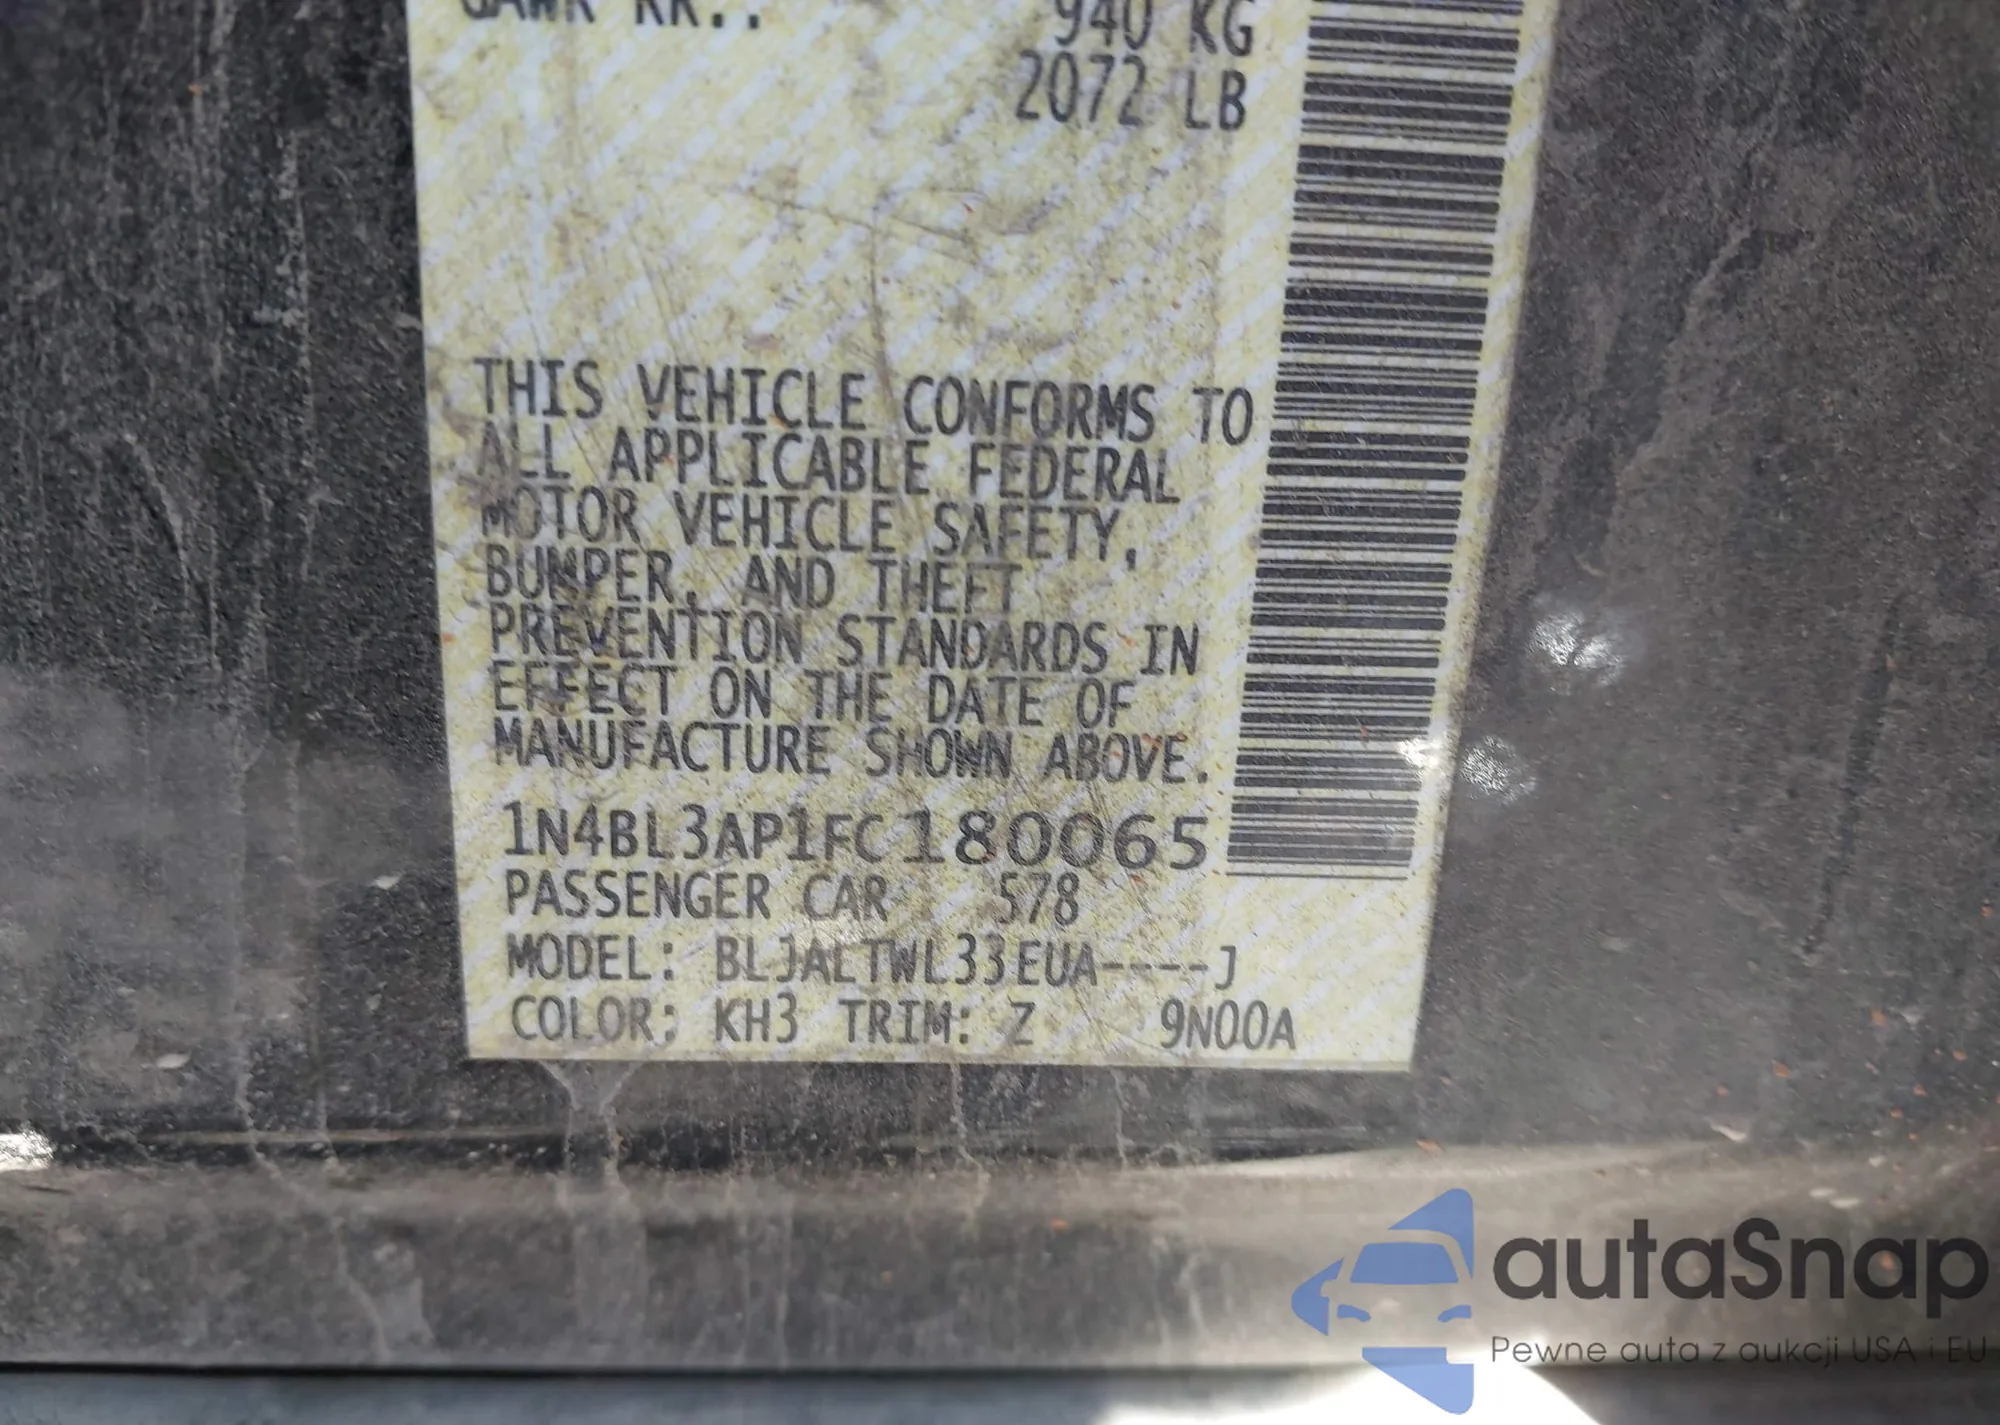 GAWR RR.. 940 KG
2072 LB
THIS VEHICLE CONFORMS TO
ALL APPLICABLE FEDERAL
MOTOR VEHICLE SAFETY,
BUMPER, AND THEFT
PREVENTION STANDARDS IN
EFFECT ON THE DATE OF
MANUFACTURE SHOWN ABOVE.
1N4BL3AP1FC180065
PASSENGER CAR 578
MODEL: BLJALTWL33EUA----J
COLOR: KH3 TRIM: Z 9N00A
autaSnap
Pewne auta z aukcji USA i EU